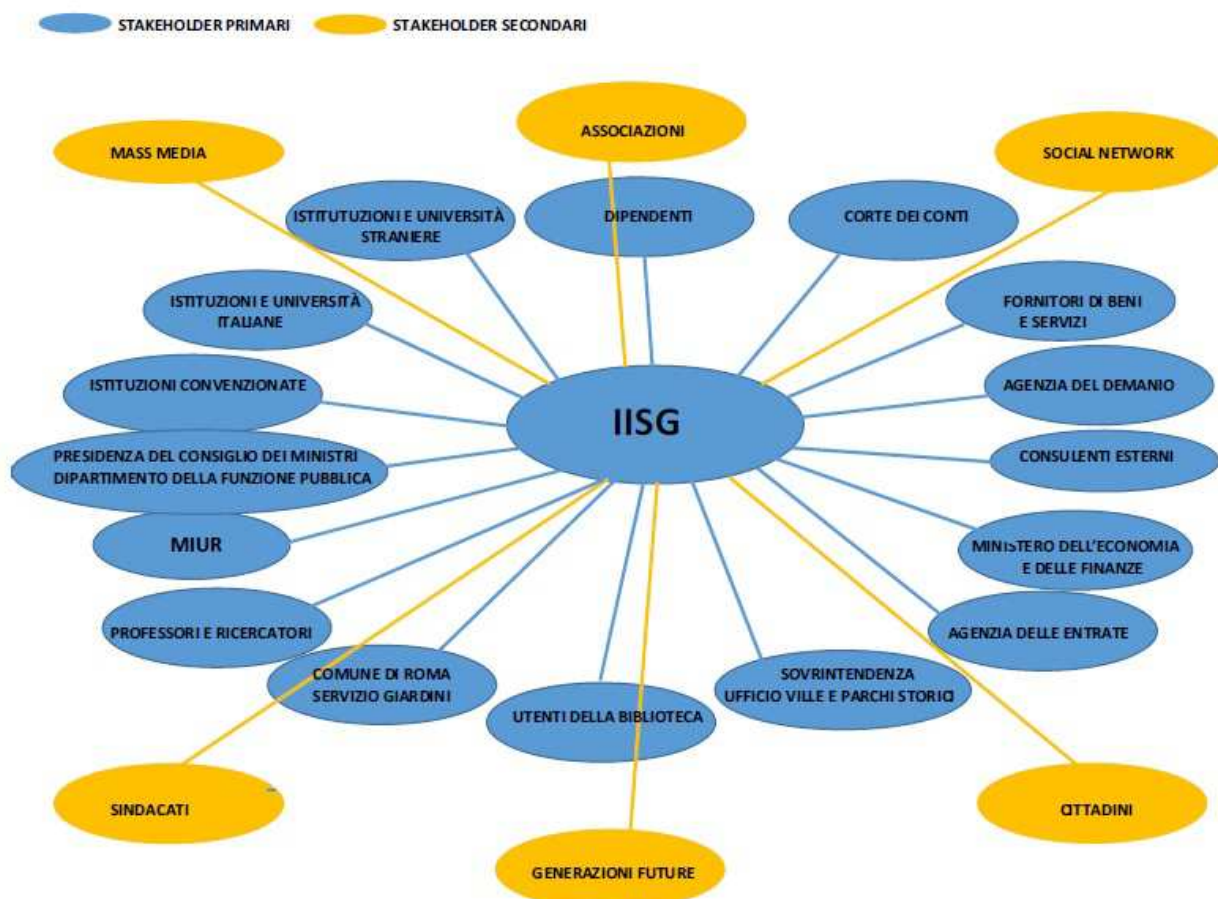 STAKEHOLDER PRIMARI
STAKEHOLDER SECONDARI
ASSOCIAZIONI
MASS MEDIA
SOCIAL NETWORK
ISTITUTUZIONI E UNIVERSITÀ
STRANIERE
DIPENDENTI
CORTE DEI CONTI
ISTITUZIONI E UNIVERSITÀ
ITALIANE
FORNITORI DI BENI
E SERVIZI
ISTITUZIONI CONVENZIONATE
AGENZIA DEL DEMANIO
IISG
PRESIDENZA DEL CONSIGLIO DEI MINISTRI
DIPARTIMENTO DELLA FUNZIONE PUBBLICA
CONSULENTI ESTERNI
MIUR
MINISTERO DELL'ECONOMIA
E DELLE FINANZE
PROFESSORI E RICERCATORI
AGENZIA DELLE ENTRATE
COMUNE DI ROMA
SERVIZIO GIARDINI
SOVRINTENDENZA
UFFICIO VILLE E PARCHI STORICI
UTENTI DELLA BIBLIOTECA
SINDACATI
CITTADINI
GENERAZIONI FUTURE